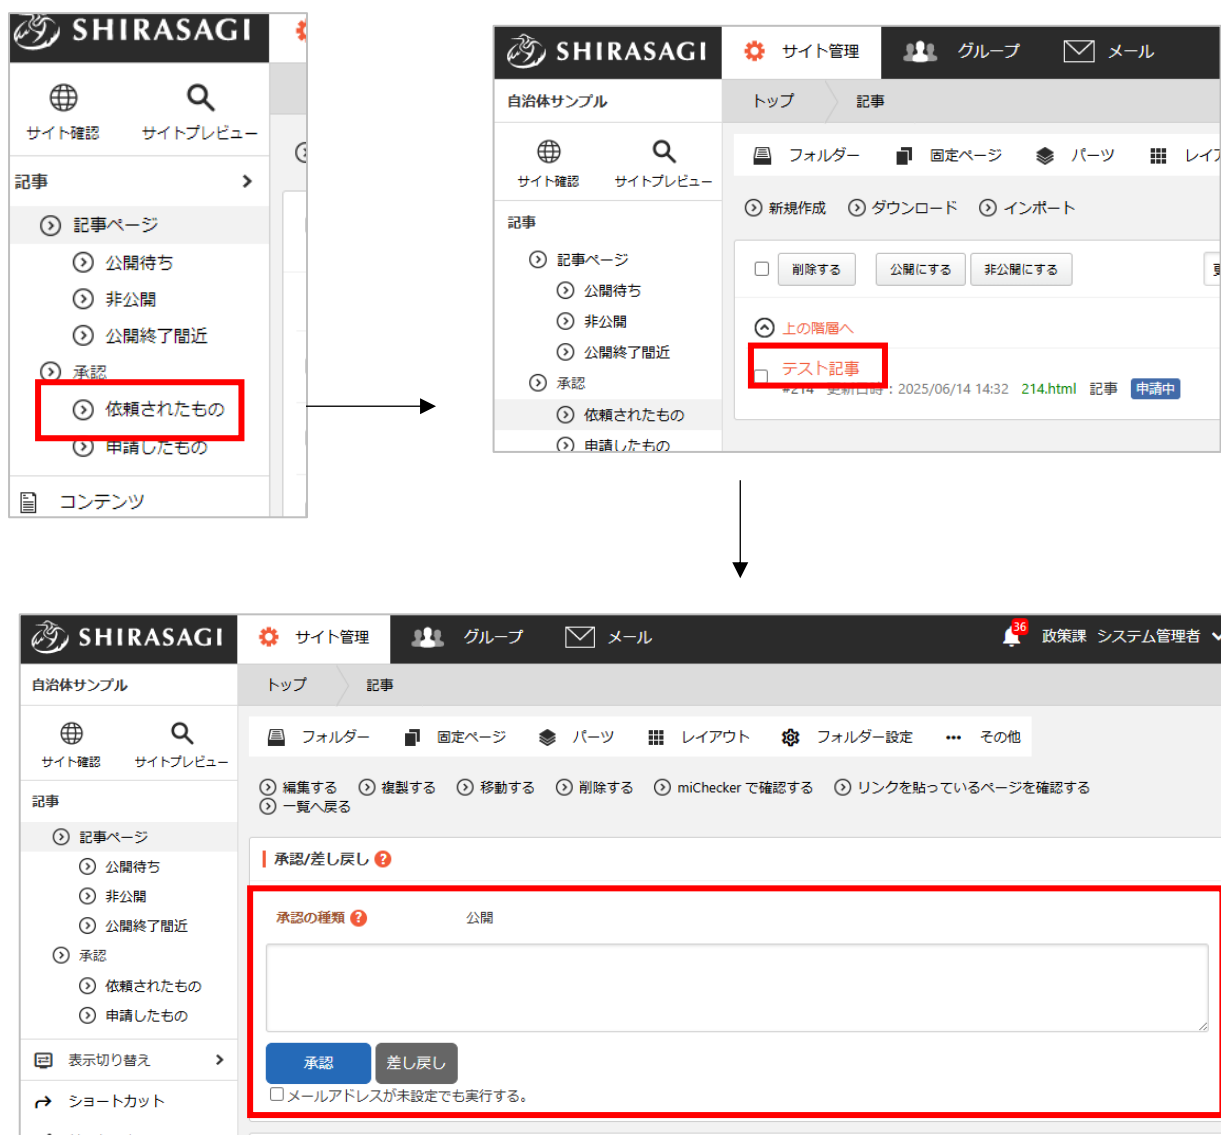 SHIRASAGI
サイト確認
サイトプレビュー
記事
記事ページ
公開待ち
非公開
公開終了間近
承認
依頼されたもの
申請したもの
コンテンツ
SHIRASAGI
サイト管理
グループ
メール
自治体サンプル
トップ 記事
サイト確認
サイトプレビュー
フォルダー 固定ページ パーツ レイア
記事
新規作成 ダウンロード インポート
記事ページ
公開待ち
非公開
公開終了間近
承認
依頼されたもの
申請したもの
削除する 公開にする 非公開にする
上の階層へ
テスト記事
#214 更新日時：2025/06/14 14:32 214.html 記事 申請中
SHIRASAGI
サイト管理
グループ
メール
36
政策課 システム管理者
自治体サンプル
トップ 記事
サイト確認
サイトプレビュー
フォルダー 固定ページ パーツ レイアウト フォルダー設定 その他
編集する 複製する 移動する 削除する miChecker で確認する リンクを貼っているページを確認する
一覧へ戻る
記事
記事ページ
公開待ち
非公開
公開終了間近
承認
依頼されたもの
申請したもの
表示切り替え
ショートカット
承認/差し戻し ?
承認の種類 ? 公開
承認 差し戻し
メールアドレスが未設定でも実行する。